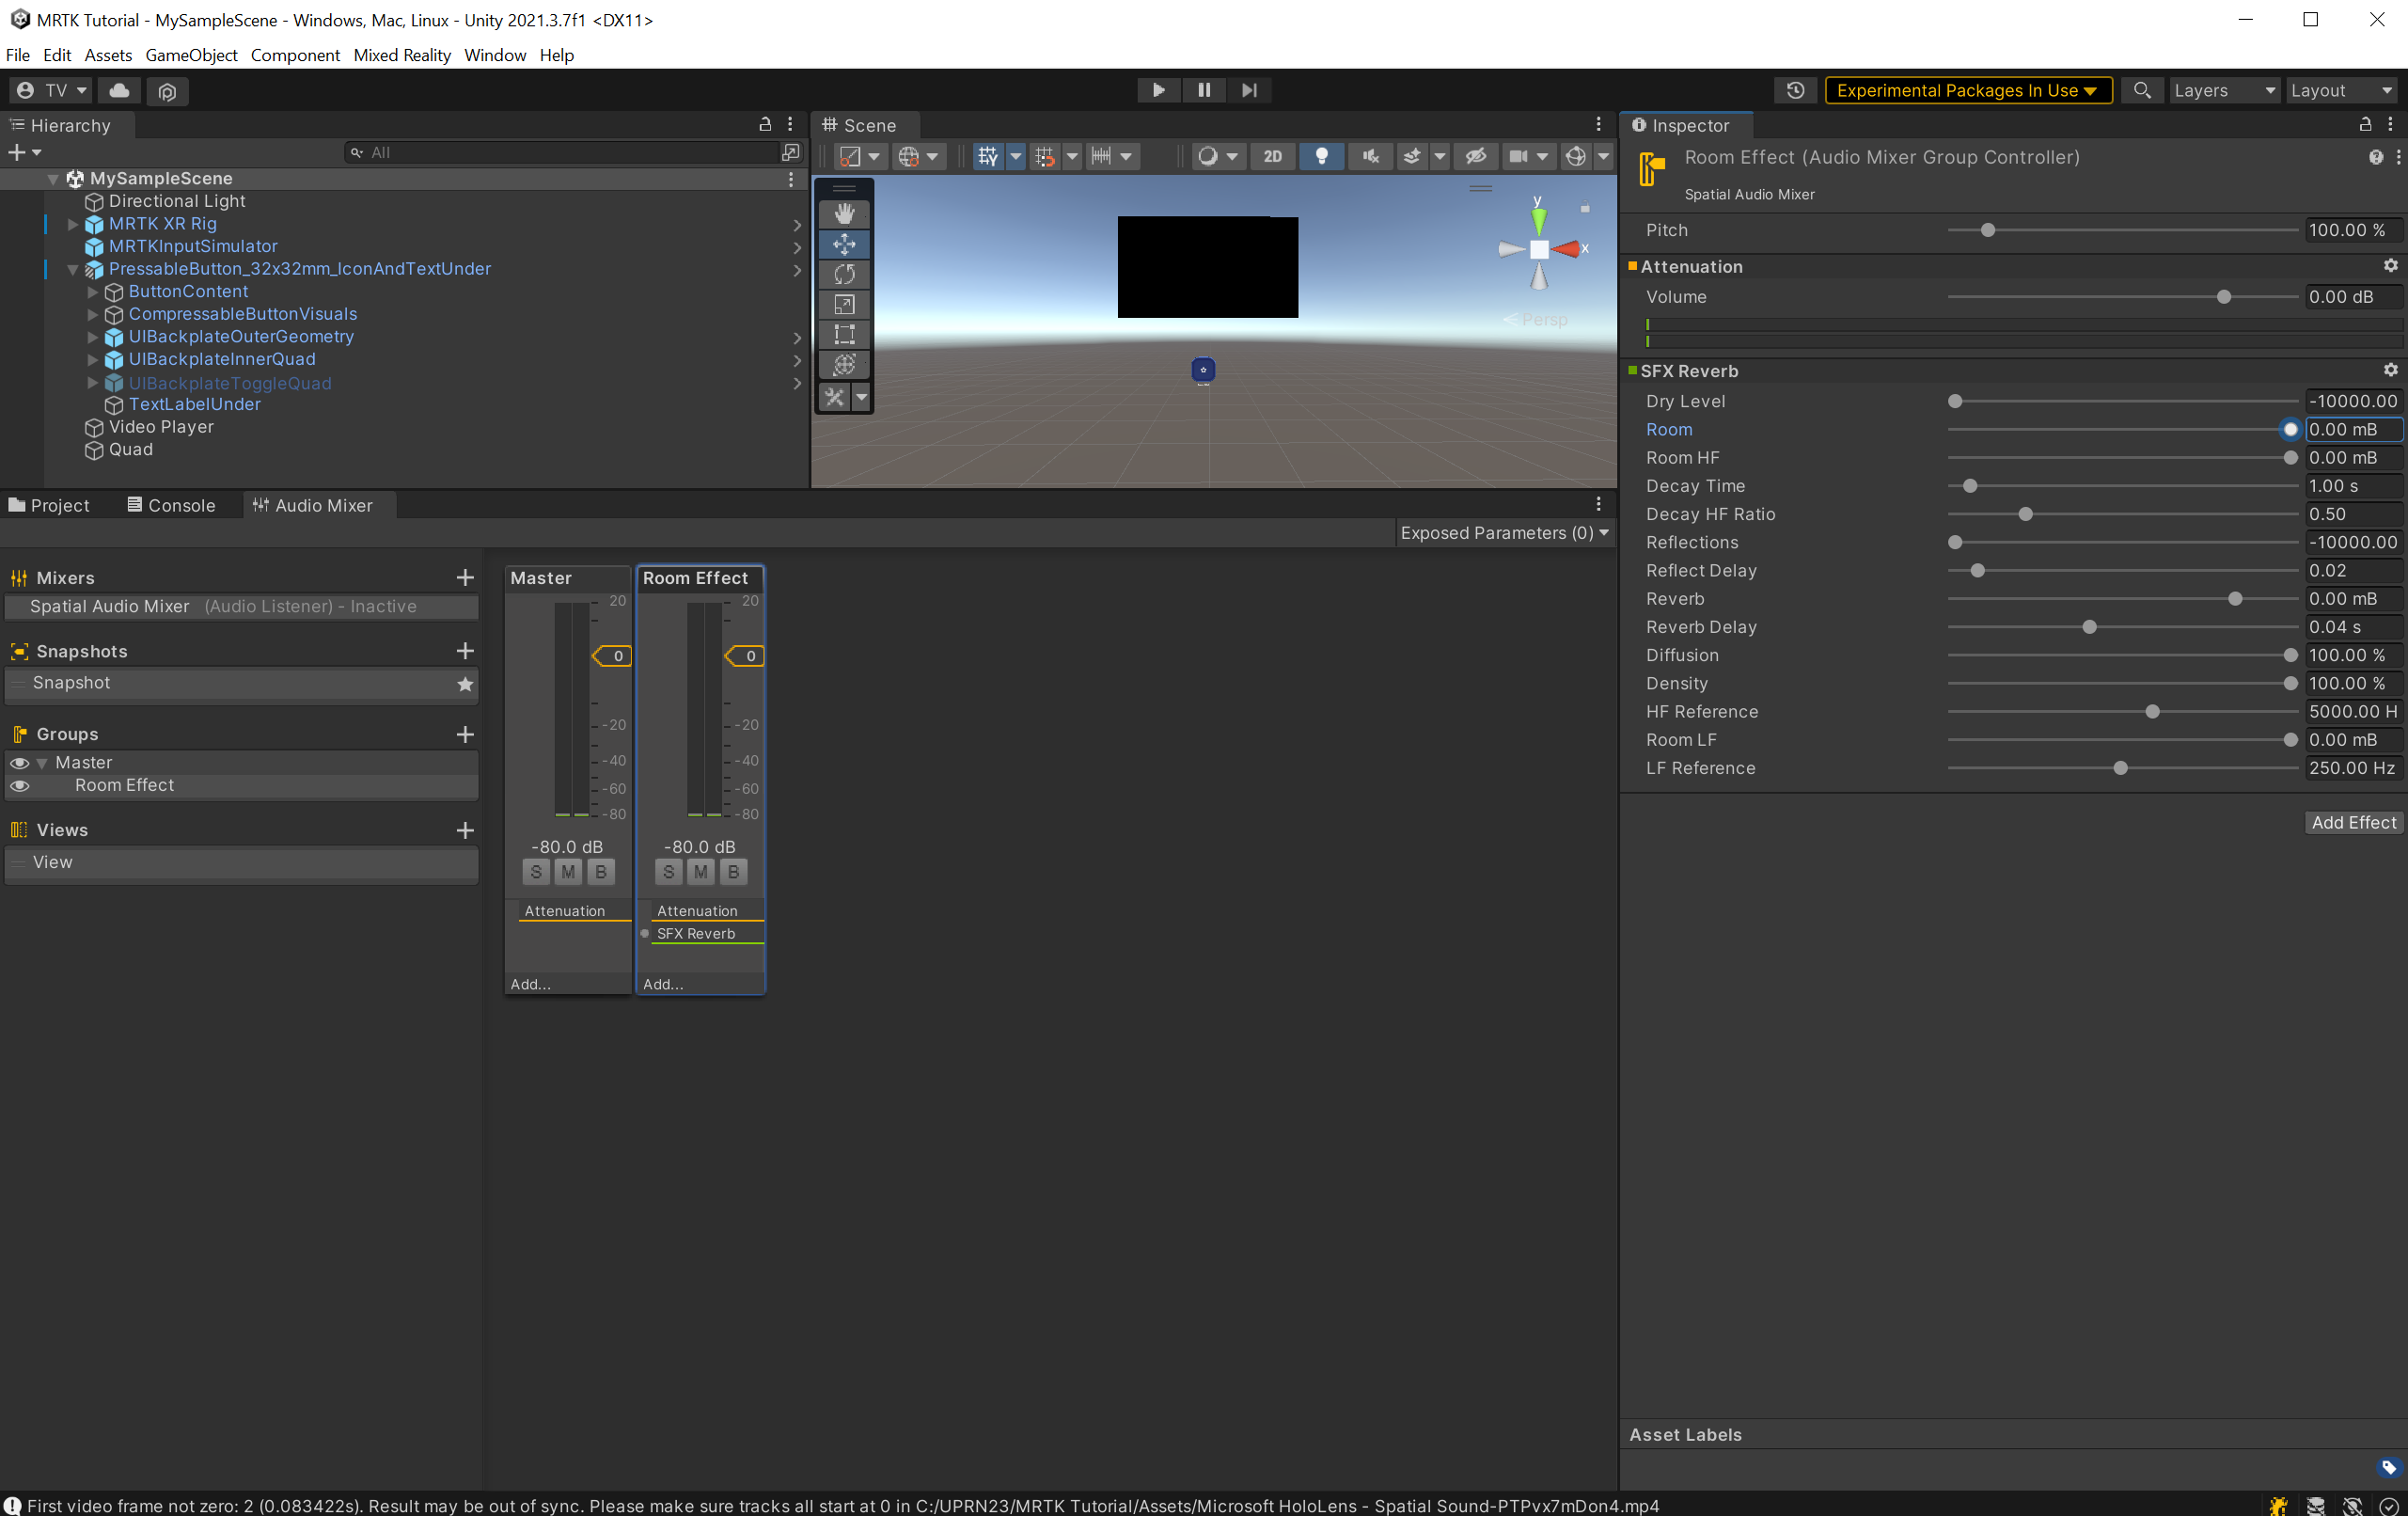 MRTK Tutorial - MySampleScene - Windows, Mac, Linux - Unity 2021.3.7f1 <DX11>
File Edit Assets GameObject Component Mixed Reality Window Help
TV
Experimental Packages In Use
Layers
Layout
Hierarchy
All
MySampleScene
Directional Light
MRTK XR Rig
MRTKInputSimulator
PressableButton_32x32mm_IconAndTextUnder
ButtonContent
CompressableButtonVisuals
UIBackplateOuterGeometry
UIBackplateInnerQuad
UIBackplateToggleQuad
TextLabelUnder
Video Player
Quad
Scene
2D
y
x
Persp
Project
Console
Audio Mixer
Exposed Parameters (0)
Mixers
Spatial Audio Mixer (Audio Listener) - Inactive
Snapshots
Snapshot
Groups
Master
Room Effect
Views
View
Master
20
0
-20
-40
-60
-80
-80.0 dB
S M B
Attenuation
Add...
Room Effect
20
0
-20
-40
-60
-80
-80.0 dB
S M B
Attenuation
SFX Reverb
Add...
Inspector
Room Effect (Audio Mixer Group Controller)
Spatial Audio Mixer
Pitch 100.00 %
Attenuation
Volume 0.00 dB
SFX Reverb
Dry Level -10000.00
Room 0.00 mB
Room HF 0.00 mB
Decay Time 1.00 s
Decay HF Ratio 0.50
Reflections -10000.00
Reflect Delay 0.02
Reverb 0.00 mB
Reverb Delay 0.04 s
Diffusion 100.00 %
Density 100.00 %
HF Reference 5000.00 H
Room LF 0.00 mB
LF Reference 250.00 Hz
Add Effect
Asset Labels
First video frame not zero: 2 (0.083422s). Result may be out of sync. Please make sure tracks all start at 0 in C:/UPRN23/MRTK Tutorial/Assets/Microsoft HoloLens - Spatial Sound-PTPvx7mDon4.mp4